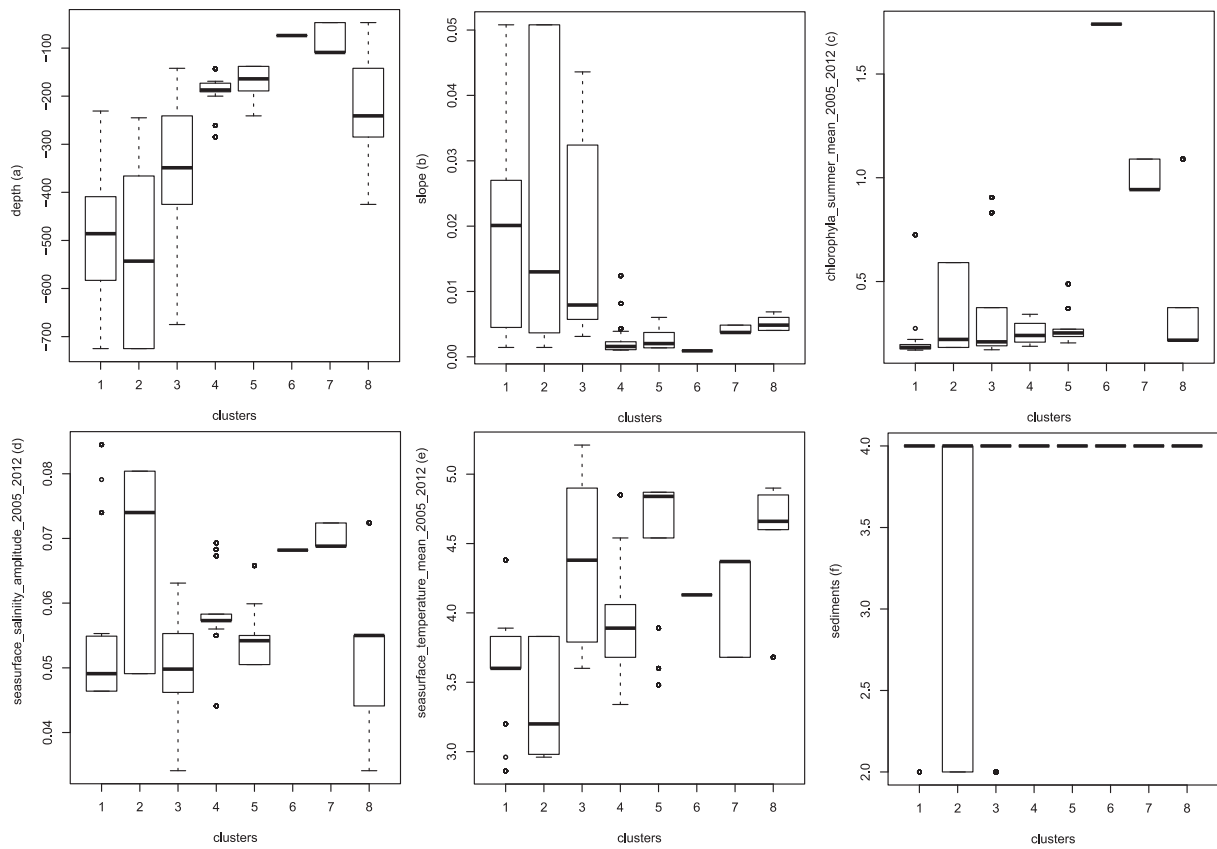 depth (a)
−100
−200
−300
−400
−500
−600
−700
1 2 3 4 5 6 7 8
clusters
slope (b)
0.05
0.04
0.03
0.02
0.01
0.00
1 2 3 4 5 6 7 8
clusters
chlorophyla_summer_mean_2005_2012 (c)
1.5
1.0
0.5
1 2 3 4 5 6 7 8
clusters
seasurface_saliniity_amplitude_2005_2012 (d)
0.08
0.07
0.06
0.05
0.04
1 2 3 4 5 6 7 8
clusters
seasurface_temperature_mean_2005_2012 (e)
5.0
4.5
4.0
3.5
3.0
1 2 3 4 5 6 7 8
clusters
sediments (f)
4.0
3.5
3.0
2.5
2.0
1 2 3 4 5 6 7 8
clusters